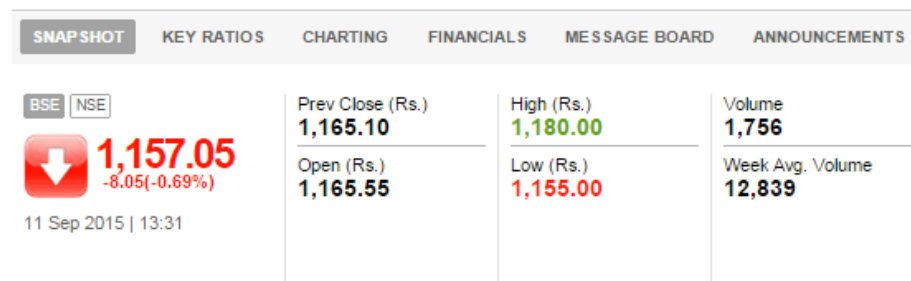 SNAPSHOT KEY RATIOS CHARTING FINANCIALS MESSAGE BOARD ANNOUNCEMENTS
BSE NSE
1,157.05
-8.05(-0.69%)
11 Sep 2015 | 13:31
Prev Close (Rs.)
1,165.10
Open (Rs.)
1,165.55
High (Rs.)
1,180.00
Low (Rs.)
1,155.00
Volume
1,756
Week Avg. Volume
12,839